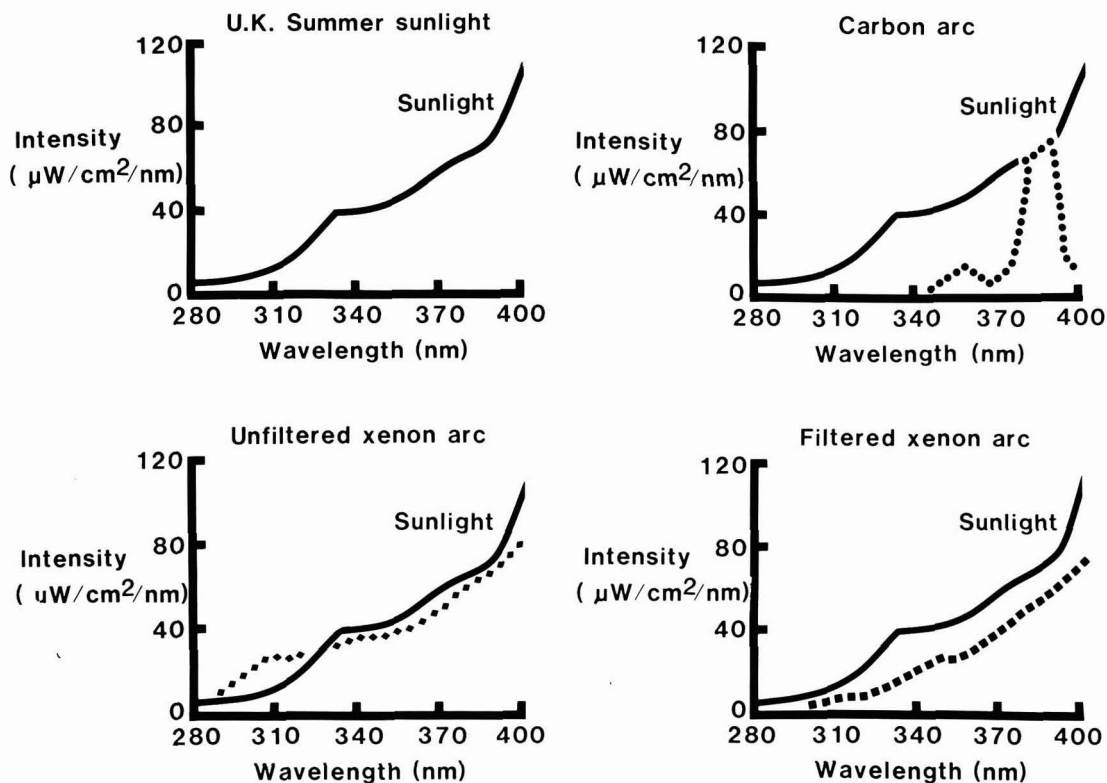 U.K. Summer sunlight
120
Sunlight
80
Intensity
( µW/cm²/nm)
40
0
280 310 340 370 400
Wavelength (nm)
Carbon arc
120
Sunlight
80
Intensity
( µW/cm²/nm)
40
0
280 310 340 370 400
Wavelength (nm)
Unfiltered xenon arc
120
Sunlight
80
Intensity
( uW/cm²/nm)
40
0
280 310 340 370 400
Wavelength (nm)
Filtered xenon arc
120
Sunlight
80
Intensity
( µW/cm²/nm)
40
0
280 310 340 370 400
Wavelength (nm)